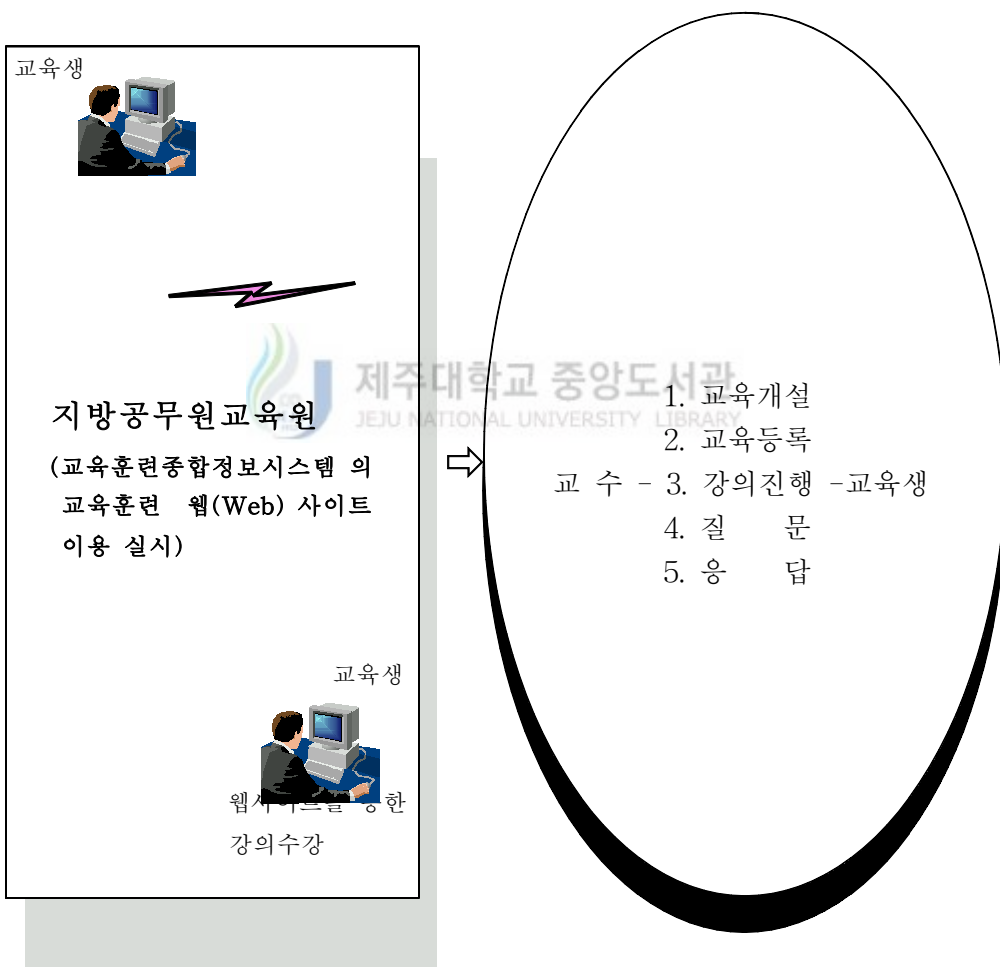 교육생
제주대학교 중앙도서관
JEJU NATIONAL UNIVERSITY LIBRARY
지방공무원교육원
(교육훈련종합정보시스템 의
교육훈련 웹(Web) 사이트
이용 실시)
교육생
한
강의수강
1. 교육개설
2. 교육등록
교 수 - 3. 강의진행 -교육생
4. 질 문
5. 응 답